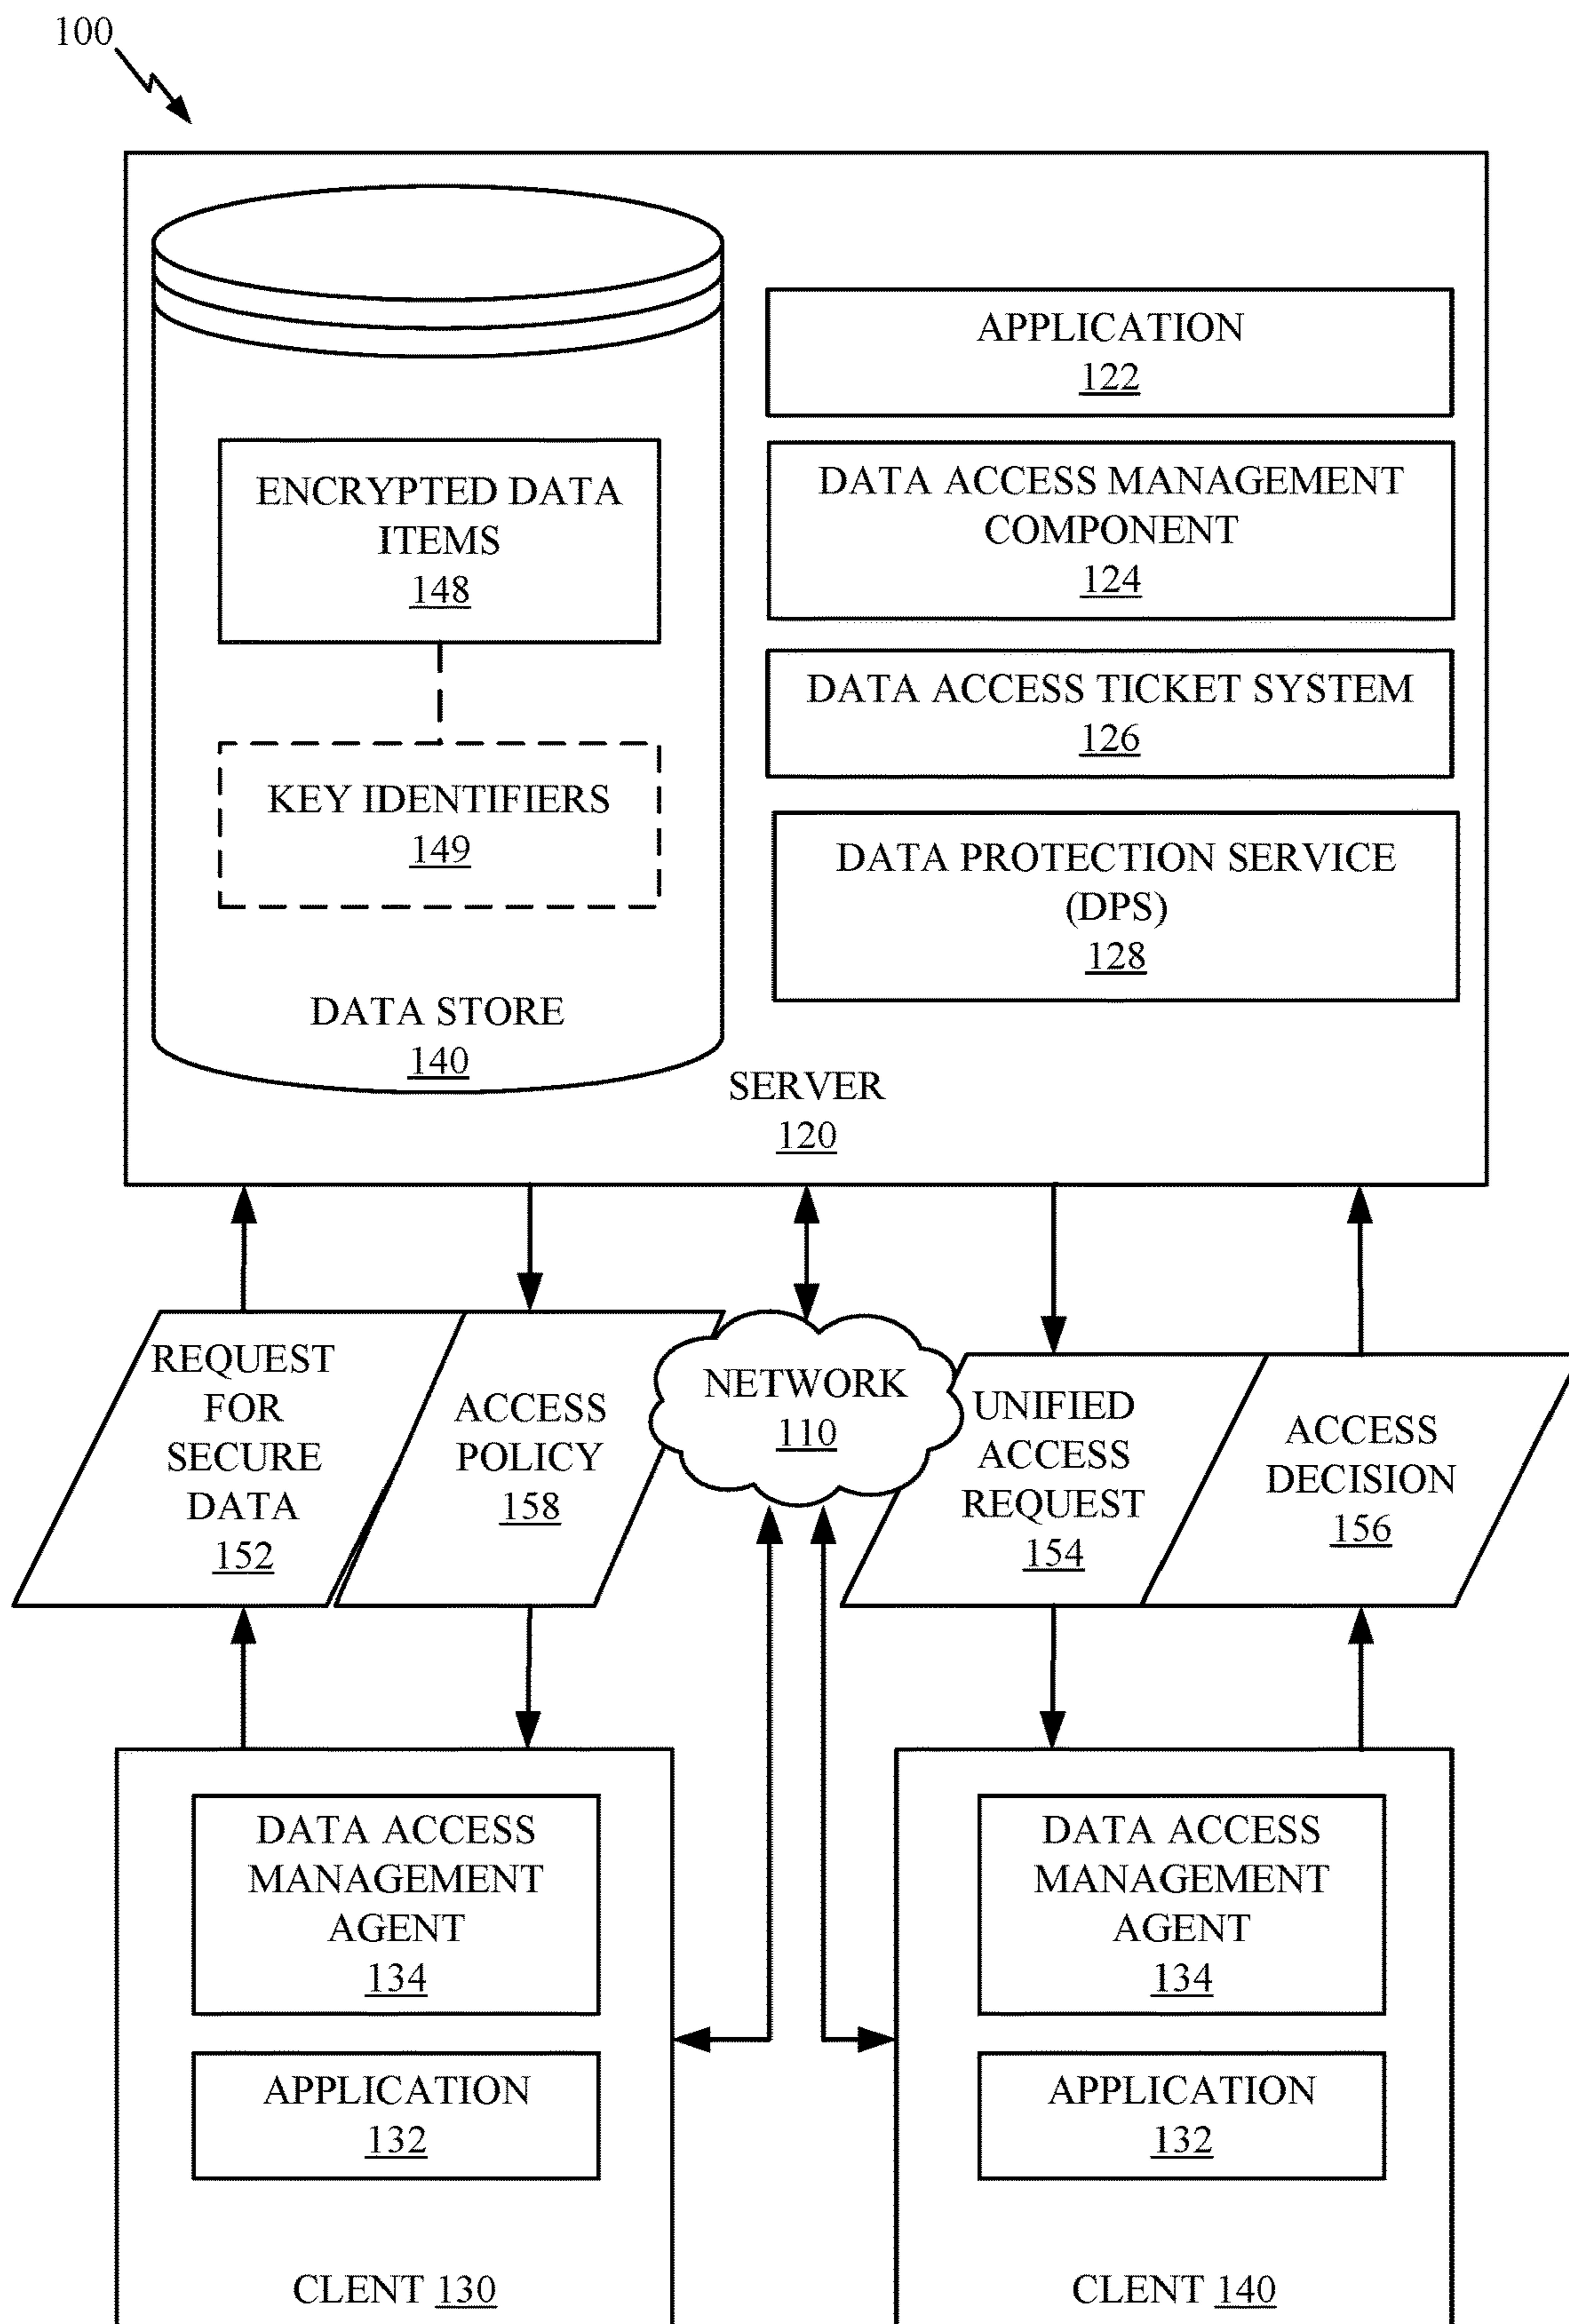 100
APPLICATION
122
ENCRYPTED DATA
ITEMS
148
DATA ACCESS MANAGEMENT
COMPONENT
124
DATA ACCESS TICKET SYSTEM
126
KEY IDENTIFIERS
149
DATA PROTECTION SERVICE
(DPS)
128
DATA STORE
140
SERVER
120
REQUEST
FOR
SECURE
DATA
152
ACCESS
POLICY
158
NETWORK
110
UNIFIED
ACCESS
REQUEST
154
ACCESS
DECISION
156
DATA ACCESS
MANAGEMENT
AGENT
134
APPLICATION
132
CLENT 130
DATA ACCESS
MANAGEMENT
AGENT
134
APPLICATION
132
CLENT 140